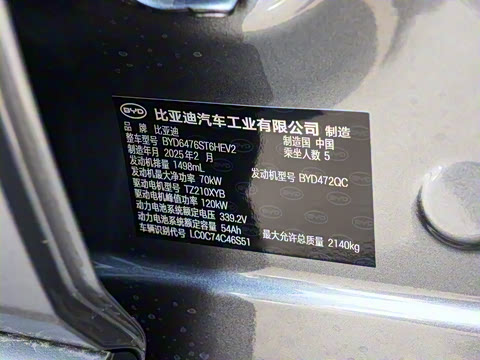 BYD 比亚迪汽车工业有限公司 制造
品 牌 比亚迪 制造国 中国
整车型号 BYD6476ST6HEV2 乘坐人数 5
制造年月 2025年2月
发动机排量 1498mL 发动机型号 BYD472QC
发动机最大净功率 70kW
驱动电机型号 TZ210XYB
驱动电机峰值功率 120kW
动力电池系统额定电压 339.2V
动力电池系统额定容量 54Ah
车辆识别代号 LC0C74C46S51 最大允许总质量 2140kg